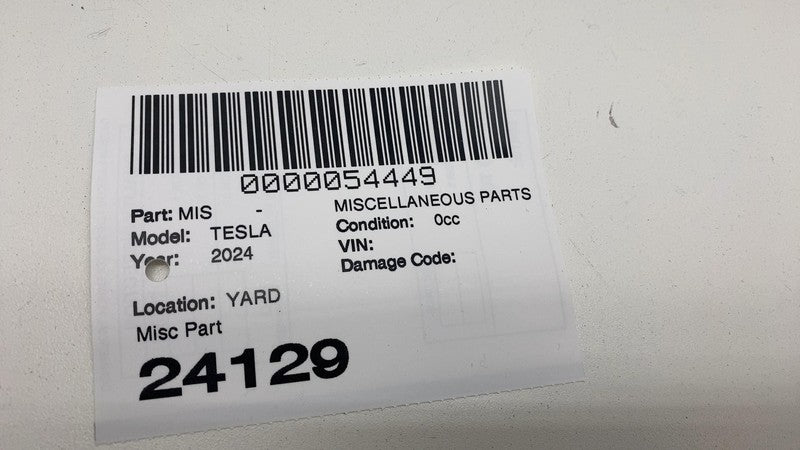 0000054449
Part: MIS - MISCELLANEOUS PARTS
Model: TESLA Condition: 0cc
Year: 2024 VIN:
Damage Code:
Location: YARD
Misc Part
24129